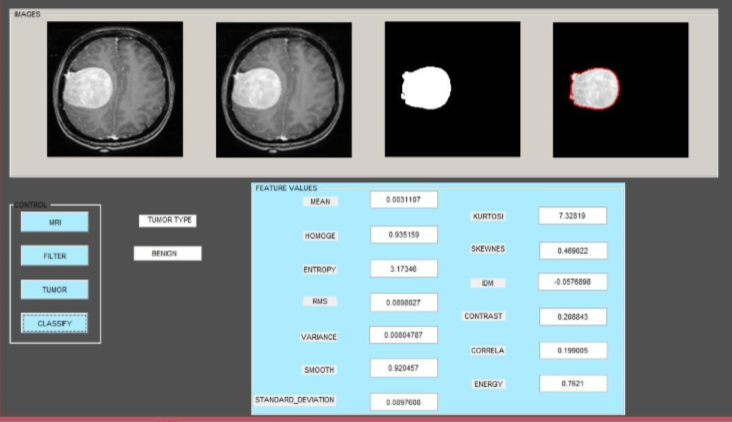 IMAGES
CONTROL
MRI
FILTER
TUMOR
CLASSIFY
TUMOR TYPE
BENIGN
FEATURE VALUES
MEAN 0.0031107
HOMOGE 0.935159
ENTROPY 3.17346
RMS 0.0898027
VARIANCE 0.00804787
SMOOTH 0.920457
STANDARD_DEVIATION 0.0897608
KURTOSI 7.32819
SKEWNES 0.469022
IDM -0.0576898
CONTRAST 0.208843
CORRELA 0.199005
ENERGY 0.7621